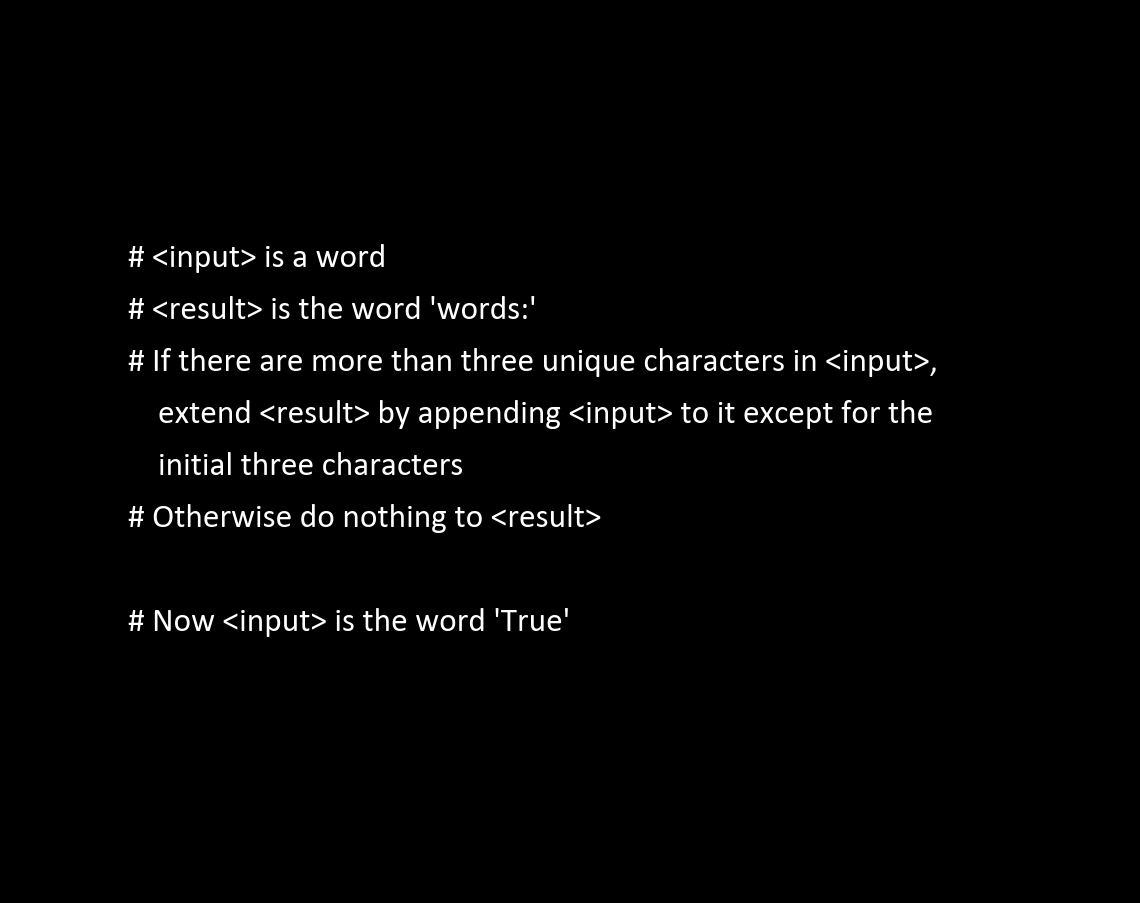 # <input> is a word
# <result> is the word 'words:'
# If there are more than three unique characters in <input>,
extend <result> by appending <input> to it except for the
initial three characters
# Otherwise do nothing to <result>
# Now <input> is the word 'True'